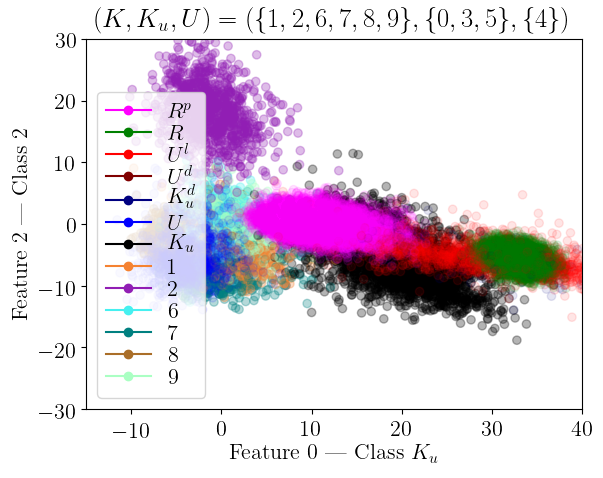 (K, K_u, U) = ({1, 2, 6, 7, 8, 9}, {0, 3, 5}, {4})
30
20
10
0
−10
−20
−30
Feature 2 — Class 2
R^p
R
U^l
U^d
K_u^d
U
K_u
1
2
6
7
8
9
−10
0
10
20
30
40
Feature 0 — Class K_u